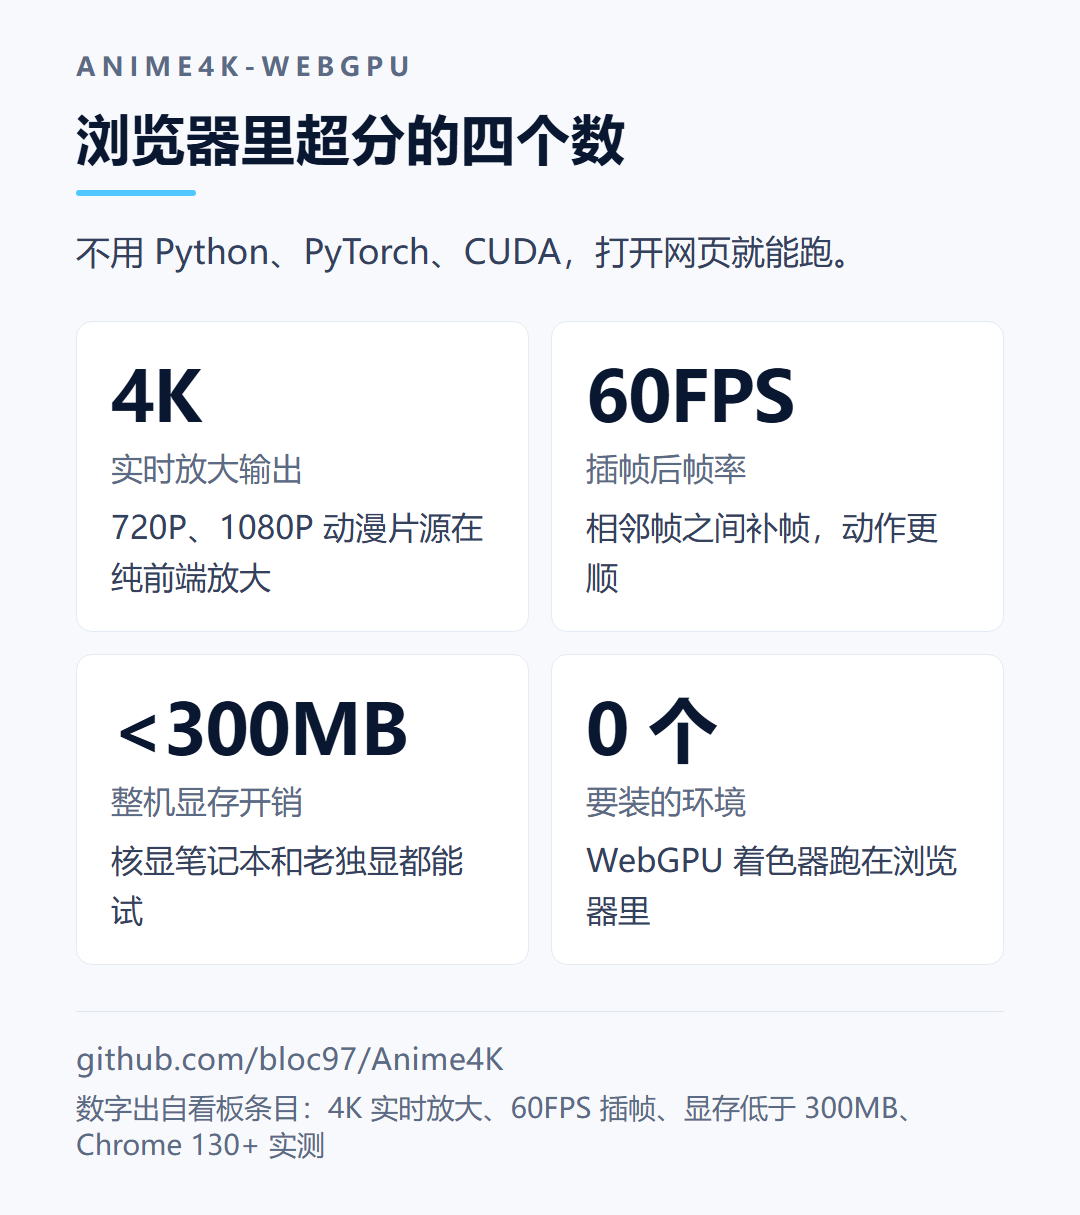 ANIME4K-WEBGPU
浏览器里超分的四个数
不用 Python、PyTorch、CUDA，打开网页就能跑。
4K
实时放大输出
720P、1080P 动漫片源在
纯前端放大
60FPS
插帧后帧率
相邻帧之间补帧，动作更
顺
<300MB
整机显存开销
核显笔记本和老独显都能
试
0 个
要装的环境
WebGPU 着色器跑在浏览
器里
github.com/bloc97/Anime4K
数字出自看板条目：4K 实时放大、60FPS 插帧、显存低于 300MB、
Chrome 130+ 实测